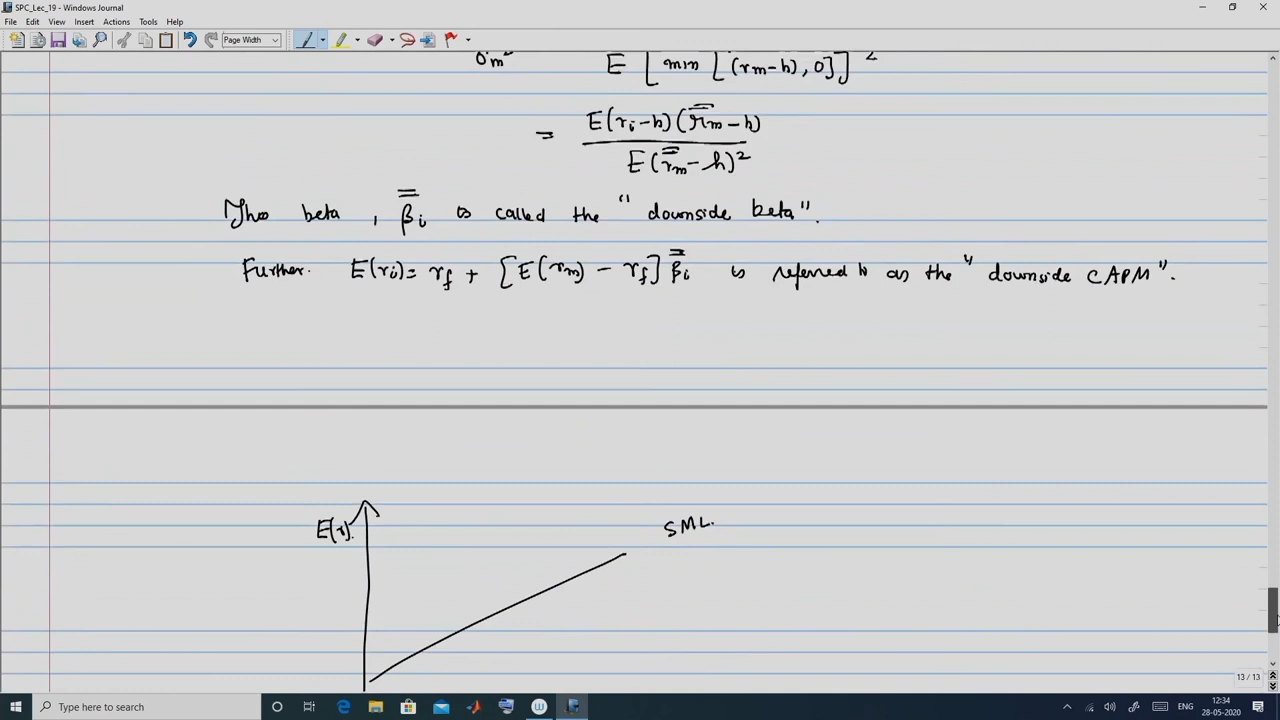 SPC_Lec_19 - Windows Journal
File Edit View Insert Actions Tools Help
Page Width
σm² E [min [(rm-h), 0]]²
= E(ri-h)(r̿m-h)
E(r̿m-h)²
This beta, β̿i is called the "downside beta".
Further. E(ri) = rf + [E(rm) - rf] β̿i is referred to as the "downside CAPM".
E(r).
SML.
13 / 13
Type here to search
ENG
12:34
28-05-2020